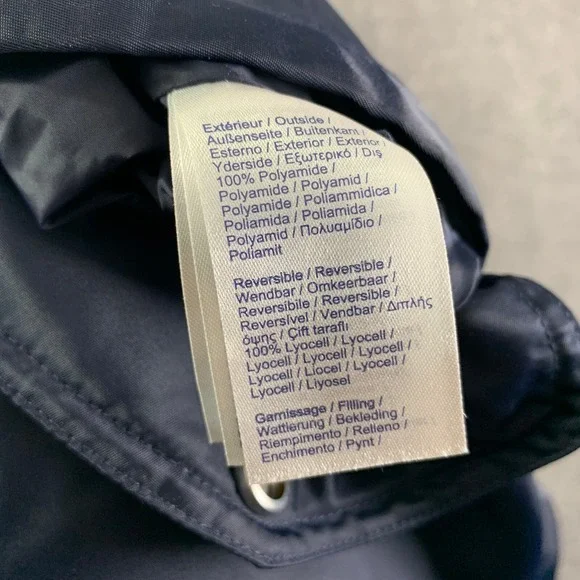 Extérieur / Outside /
Außenseite / Buitenkant /
Esterno / Exterior / Exterior /
Yderside / Εξωτερικό / Dış
100% Polyamide /
Polyamide / Polyamid /
Polyamide / Poliammidica /
Poliamida / Poliamida /
Polyamid / Πολυαμίδιο /
Poliamit
Reversible / Reversible /
Wendbar / Omkeerbaar /
Reversibile / Reversible /
Reversível / Vendbar / Διπλής
όψης / Çift taraflı
100% Lyocell / Lyocell /
Lyocell / Lyocell / Lyocell /
Lyocell / Liocel / Lyocell /
Lyocell / Liyosel
Garnissage / Filling /
Wattierung / Bekleding /
Riempimento / Relleno /
Enchimento / Pynt /